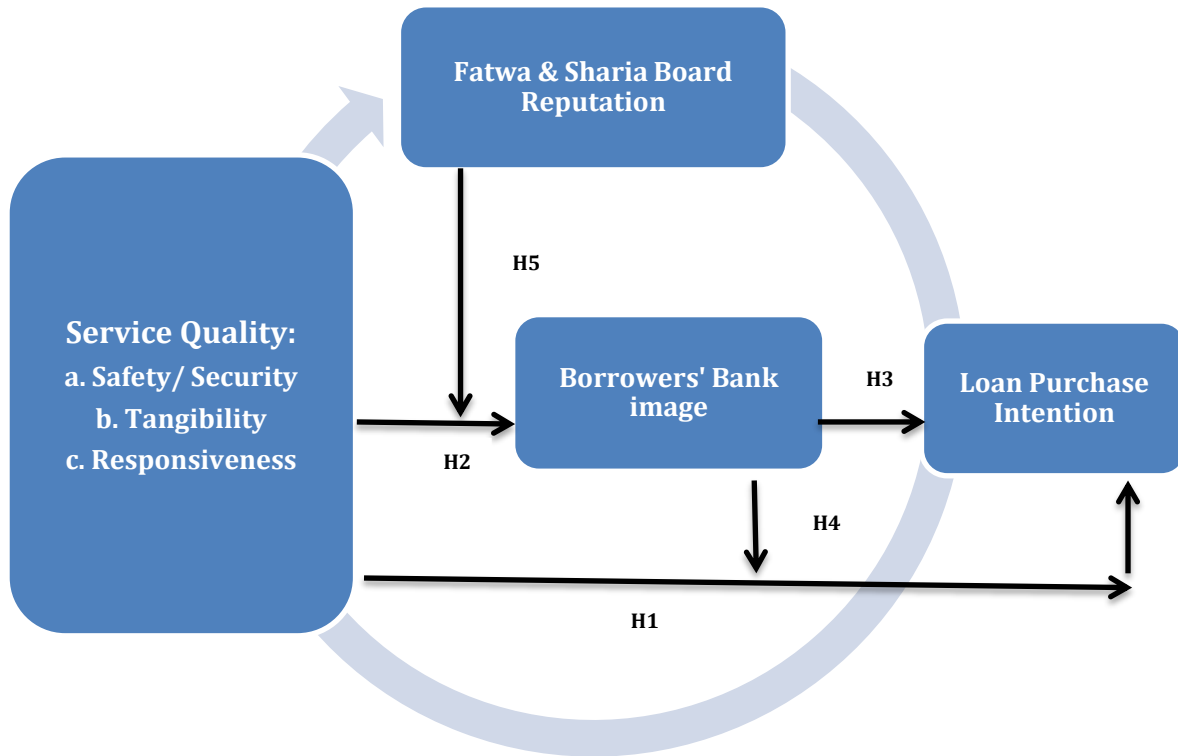 Fatwa & Sharia Board
Reputation
H5
Service Quality:
a. Safety/ Security
b. Tangibility
c. Responsiveness
Borrowers' Bank
image
H3
Loan Purchase
Intention
H2
H4
H1